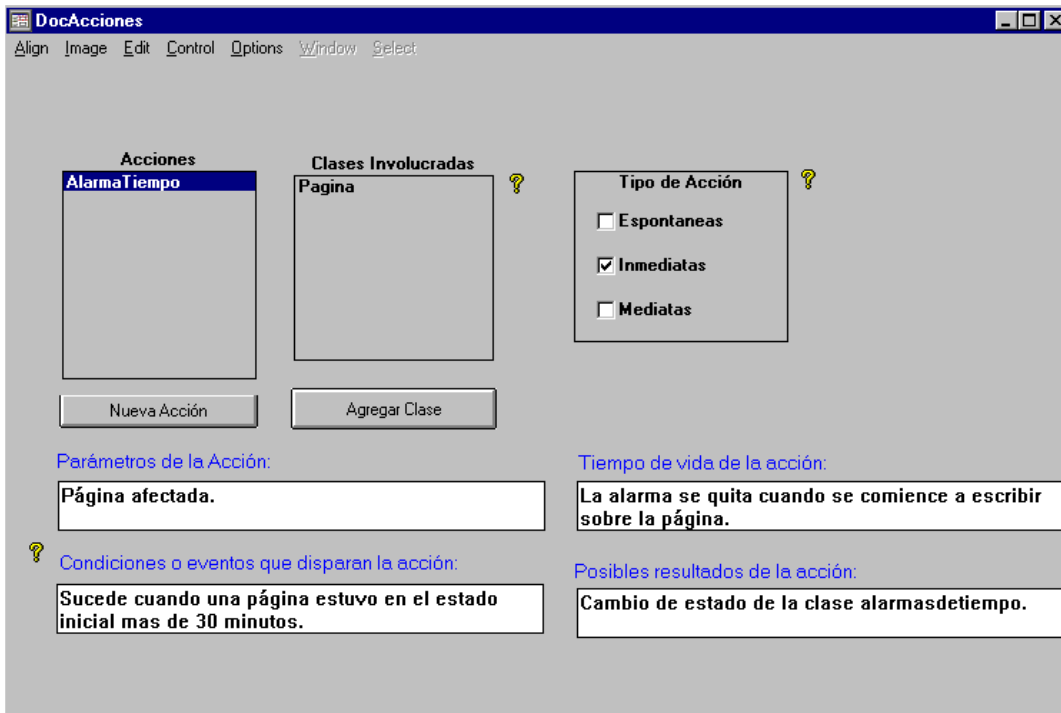 DocAcciones
Align Image Edit Control Options Window Select
Acciones
AlarmaTiempo
Nueva Acción
Clases Involucradas
Pagina
Agregar Clase
Tipo de Acción
Espontaneas
Inmediatas
Mediatas
Parámetros de la Acción:
Página afectada.
Tiempo de vida de la acción:
La alarma se quita cuando se comience a escribir
sobre la página.
Condiciones o eventos que disparan la acción:
Sucede cuando una página estuvo en el estado
inicial mas de 30 minutos.
Posibles resultados de la acción:
Cambio de estado de la clase alarmasdetiempo.